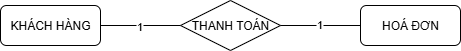 KHÁCH HÀNG
1
THANH TOÁN
1
HOÁ ĐƠN